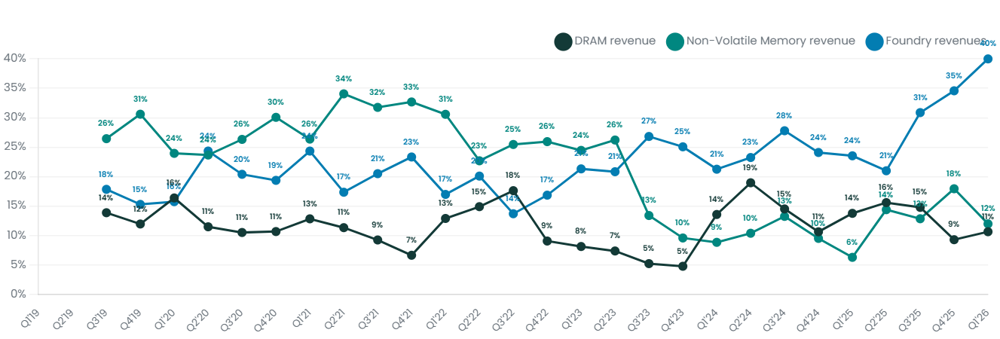 DRAM revenue Non-Volatile Memory revenue Foundry revenues
40%
40%
35%
30%
25%
20%
15%
10%
5%
0%
26% 31% 24% 24% 26% 30% 26% 34% 32% 33% 31% 23% 25% 26% 24% 26% 13% 10% 9% 10% 13% 10% 6% 14% 13% 18% 12%
18% 15% 16% 24% 20% 19% 24% 17% 21% 23% 17% 20% 14% 17% 21% 21% 27% 25% 21% 23% 28% 24% 24% 21% 31% 35%
14% 12% 16% 11% 11% 11% 13% 11% 9% 7% 13% 15% 18% 9% 8% 7% 5% 5% 14% 19% 15% 11% 14% 16% 15% 9% 11%
Q1'19 Q2'19 Q3'19 Q4'19 Q1'20 Q2'20 Q3'20 Q4'20 Q1'21 Q2'21 Q3'21 Q4'21 Q1'22 Q2'22 Q3'22 Q4'22 Q1'23 Q2'23 Q3'23 Q4'23 Q1'24 Q2'24 Q3'24 Q4'24 Q1'25 Q2'25 Q3'25 Q4'25 Q1'26